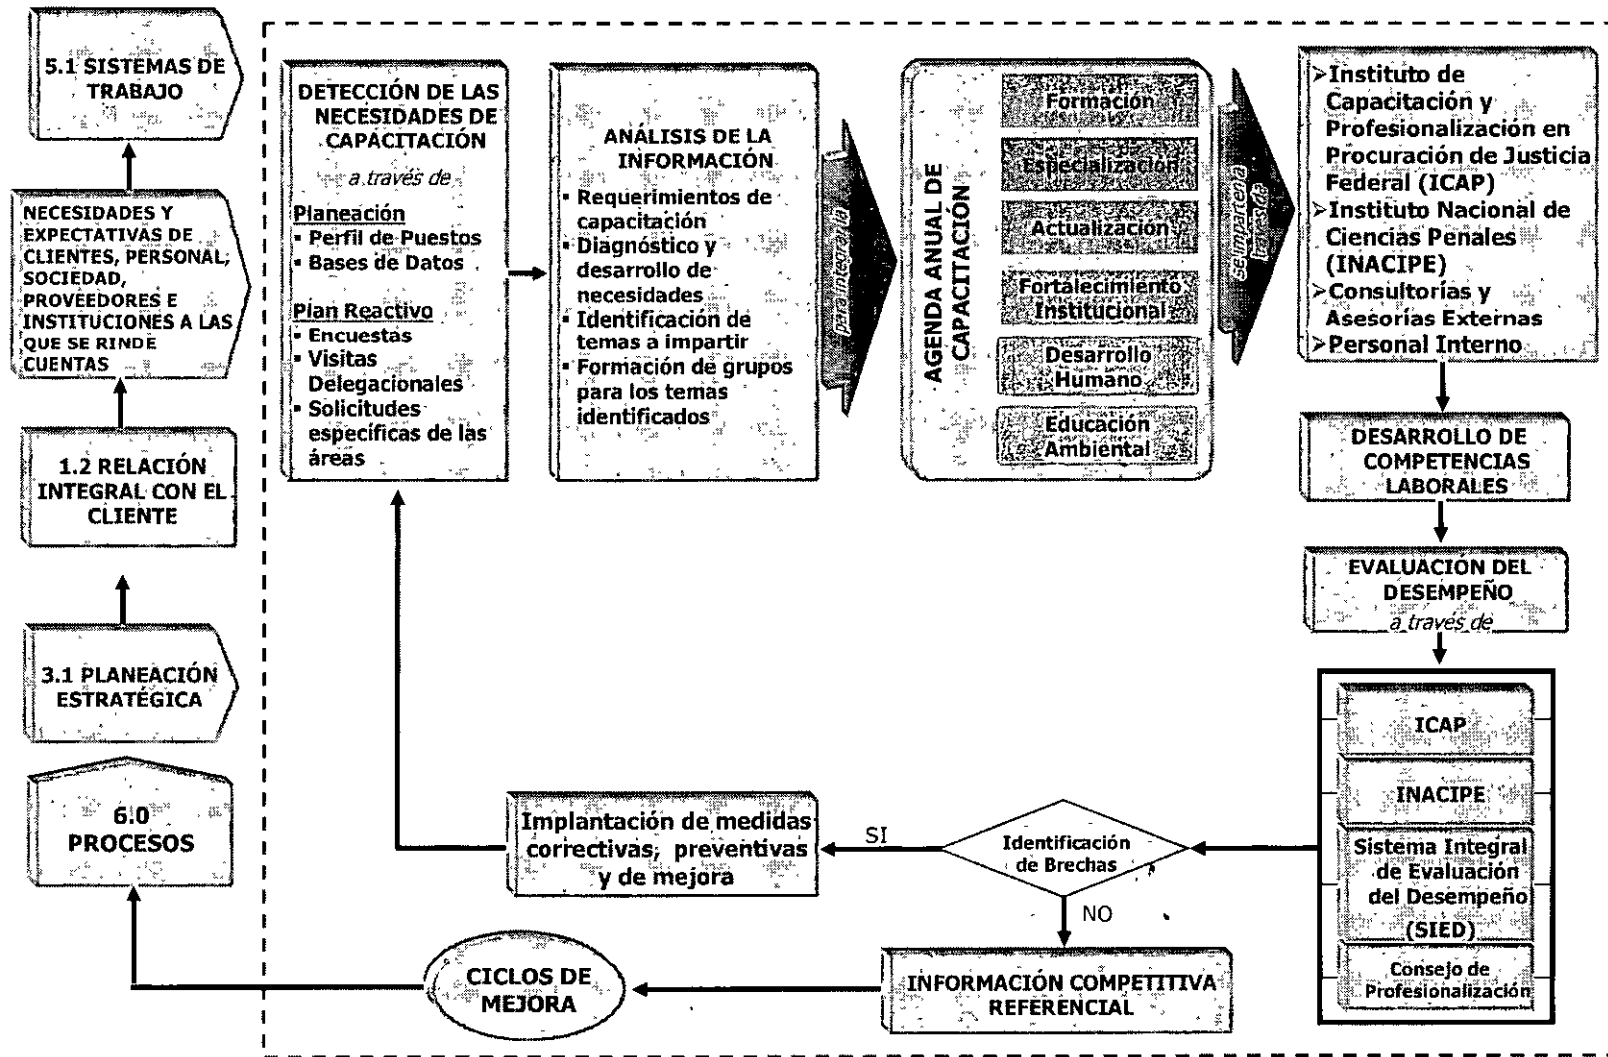 5.1 SISTEMAS DE
TRABAJO
NECESIDADES Y
EXPECTATIVAS DE
CLIENTES, PERSONAL,
SOCIEDAD,
PROVEEDORES E
INSTITUCIONES A LAS
QUE SE RINDE
CUENTAS
1.2 RELACIÓN
INTEGRAL CON EL
CLIENTE
3.1 PLANEACIÓN
ESTRATÉGICA
6.0
PROCESOS
DETECCIÓN DE LAS
NECESIDADES DE
CAPACITACIÓN
a través de
Planeación
▪ Perfil de Puestos
▪ Bases de Datos
Plan Reactivo
▪ Encuestas
▪ Visitas
Delegacionales
▪ Solicitudes
específicas de las
áreas
ANÁLISIS DE LA
INFORMACIÓN
▪ Requerimientos de
capacitación
▪ Diagnóstico y
desarrollo de
necesidades
▪ Identificación de
temas a impartir
▪ Formación de grupos
para los temas
identificados
para integrar la
AGENDA ANUAL DE
CAPACITACIÓN
Formación
Especialización
Actualización
Fortalecimiento
Institucional
Desarrollo
Humano
Educación
Ambiental
se imparten a
➢Instituto de
Capacitación y
Profesionalización en
Procuración de Justicia
Federal (ICAP)
➢Instituto Nacional de
Ciencias Penales
(INACIPE)
➢Consultorías y
Asesorías Externas
➢Personal Interno
DESARROLLO DE
COMPETENCIAS
LABORALES
EVALUACIÓN DEL
DESEMPEÑO
a través de
ICAP
INACIPE
Sistema Integral
de Evaluación
del Desempeño
(SIED)
Consejo de
Profesionalización
Identificación
de Brechas
SI
NO
Implantación de medidas
correctivas, preventivas
y de mejora
INFORMACIÓN COMPETITIVA
REFERENCIAL
CICLOS DE
MEJORA